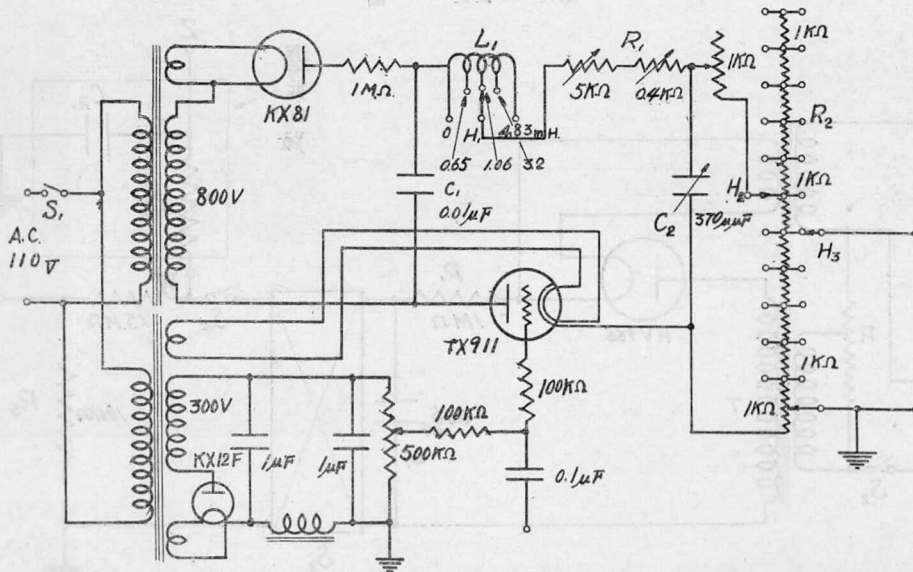 KX81
1MΩ
L₁
R₁
5KΩ
0.4KΩ
1KΩ
1KΩ
R₂
0
H₁
4.83mH.
0.65
1.06
32
C₁
0.01μF
S₁
A.C.
110V
800V
C₂
370μμF
H₂
1KΩ
H₃
TX911
300V
KX12F
1μF
1μF
500KΩ
100KΩ
100KΩ
0.1μF
1KΩ
1KΩ